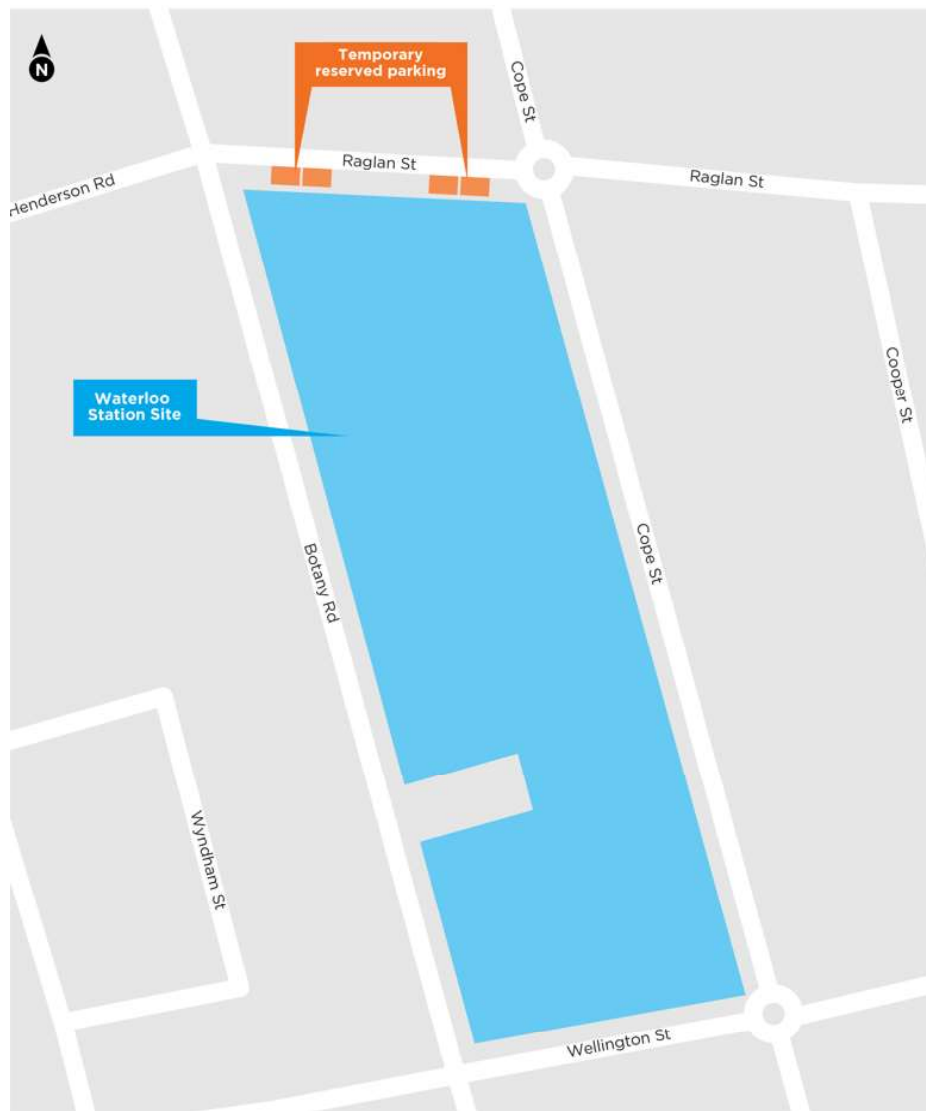 N
Temporary
reserved parking
Cope St
Raglan St
Raglan St
Henderson Rd
Cooper St
Waterloo
Station Site
Botany Rd
Cope St
Wyndham St
Wellington St